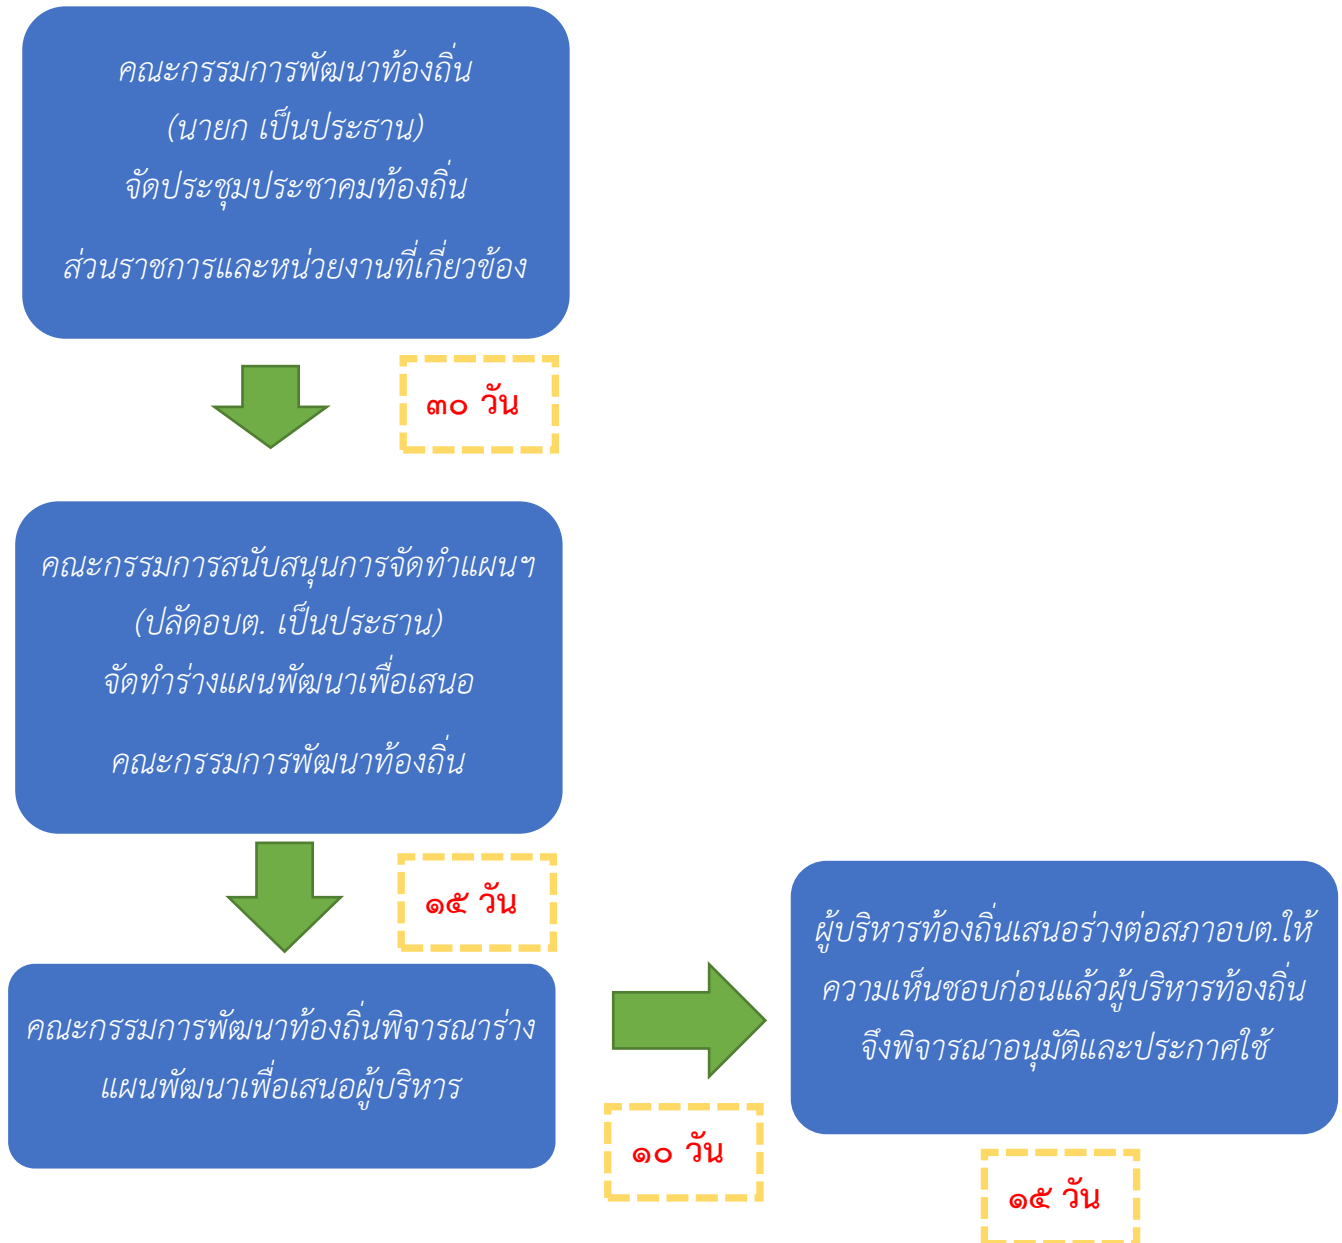 คณะกรรมการพัฒนาท้องถิ่น
(นายก เป็นประธาน)
จัดประชุมประชาคมท้องถิ่น
ส่วนราชการและหน่วยงานที่เกี่ยวข้อง
๓๐ วัน
คณะกรรมการสนับสนุนการจัดทำแผนฯ
(ปลัดอบต. เป็นประธาน)
จัดทำร่างแผนพัฒนาเพื่อเสนอ
คณะกรรมการพัฒนาท้องถิ่น
๑๕ วัน
คณะกรรมการพัฒนาท้องถิ่นพิจารณาร่าง
แผนพัฒนาเพื่อเสนอผู้บริหาร
๑๐ วัน
ผู้บริหารท้องถิ่นเสนอร่างต่อสภาอบต.ให้
ความเห็นชอบก่อนแล้วผู้บริหารท้องถิ่น
จึงพิจารณาอนุมัติและประกาศใช้
๑๕ วัน